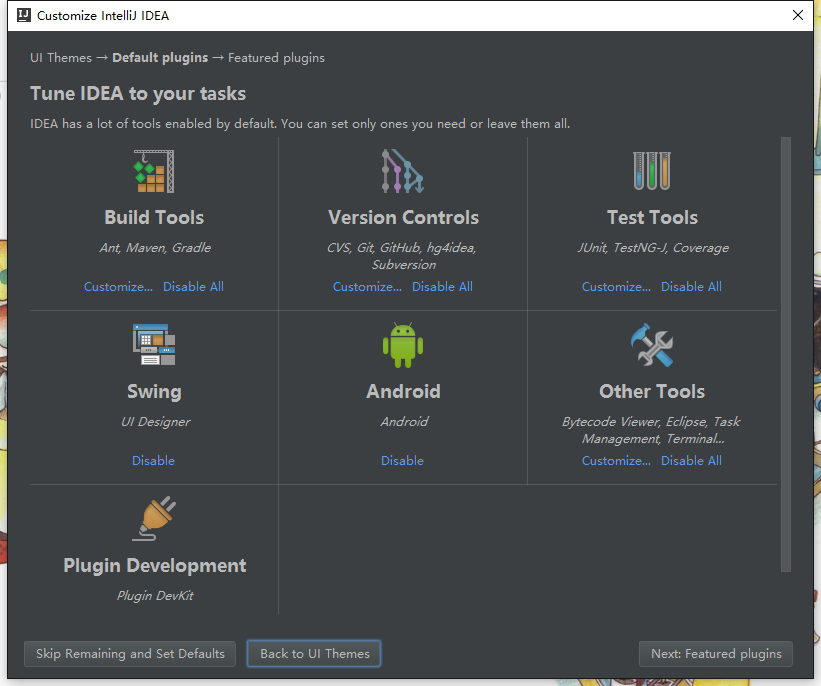 IJ Customize IntelliJ IDEA
UI Themes → Default plugins → Featured plugins
Tune IDEA to your tasks
IDEA has a lot of tools enabled by default. You can set only ones you need or leave them all.
Build Tools
Ant, Maven, Gradle
Customize... Disable All
Version Controls
CVS, Git, GitHub, hg4idea,
Subversion
Customize... Disable All
Test Tools
JUnit, TestNG-J, Coverage
Customize... Disable All
Swing
UI Designer
Disable
Android
Android
Disable
Other Tools
Bytecode Viewer, Eclipse, Task
Management, Terminal...
Customize... Disable All
Plugin Development
Plugin DevKit
Skip Remaining and Set Defaults
Back to UI Themes
Next: Featured plugins